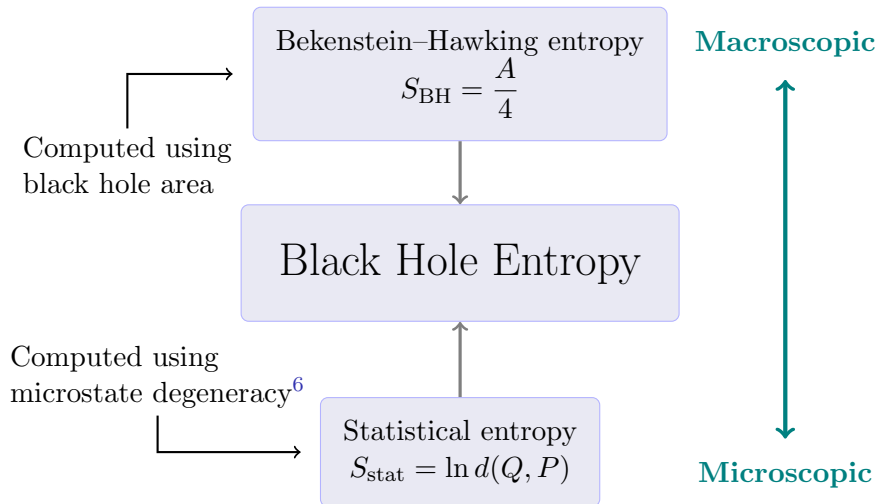 Bekenstein–Hawking entropy
S_BH = A/4
Macroscopic
Computed using
black hole area
Black Hole Entropy
Computed using
microstate degeneracy⁶
Statistical entropy
S_stat = ln d(Q, P)
Microscopic